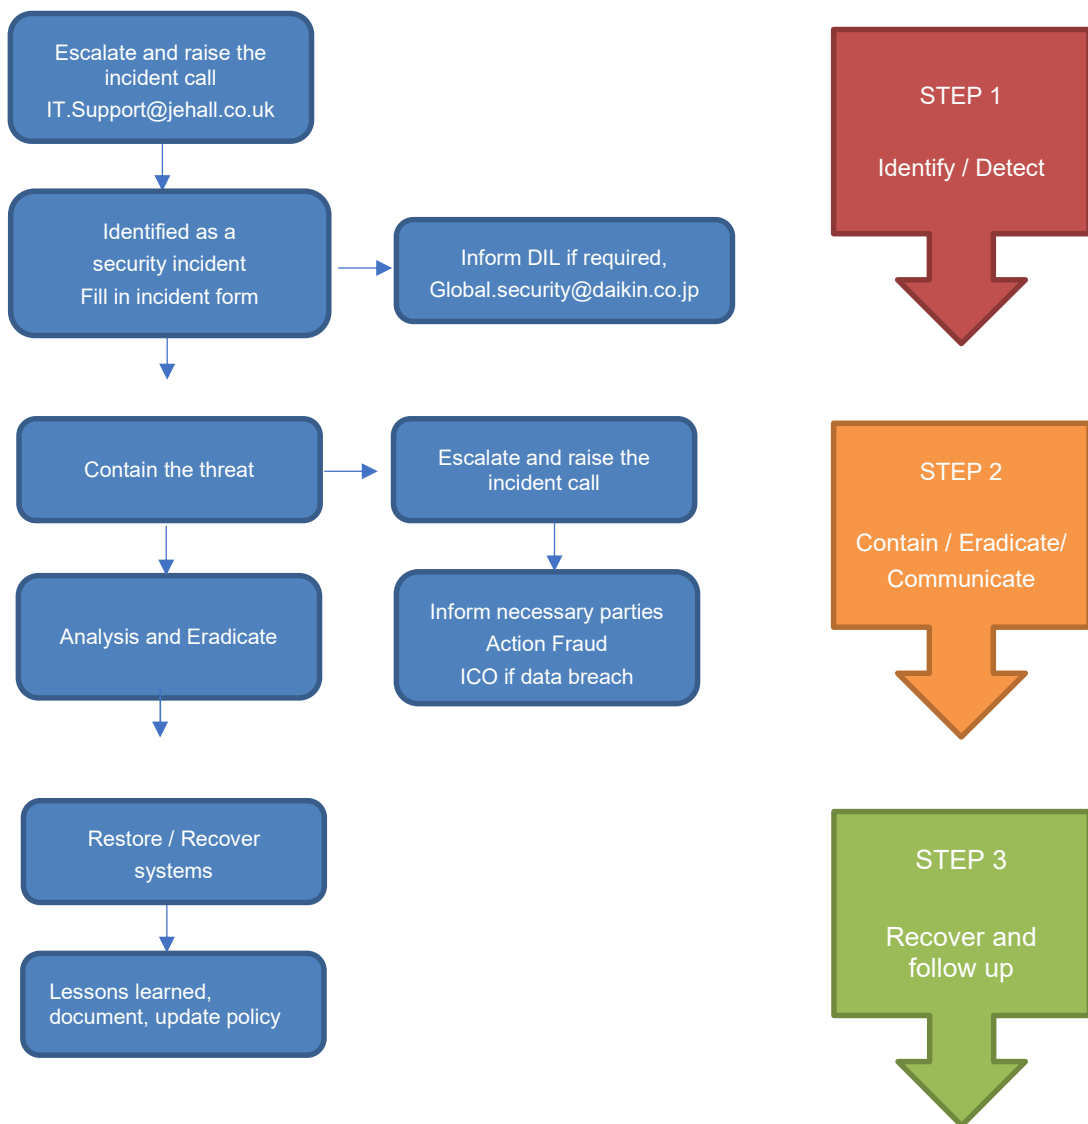 Escalate and raise the
incident call
IT.Support@jehall.co.uk
STEP 1
Identify / Detect
Identified as a
security incident
Fill in incident form
Inform DIL if required,
Global.security@daikin.co.jp
Contain the threat
Escalate and raise the
incident call
STEP 2
Contain / Eradicate/
Communicate
Analysis and Eradicate
Inform necessary parties
Action Fraud
ICO if data breach
Restore / Recover
systems
STEP 3
Recover and
follow up
Lessons learned,
document, update policy